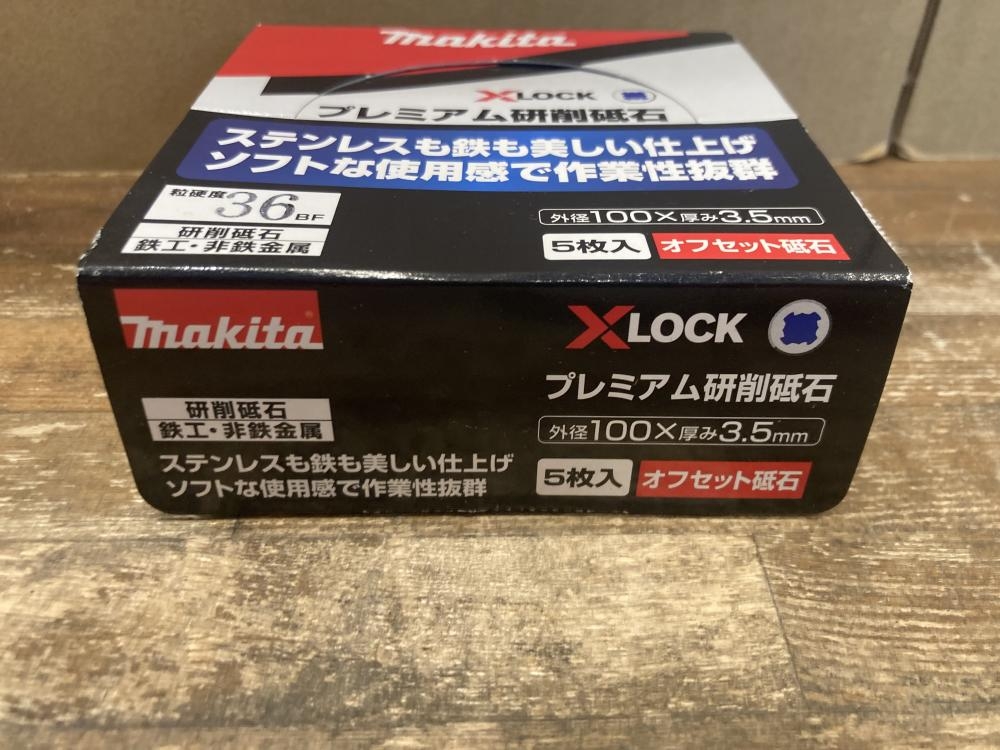 makita
XLOCK
プレミアム研削砥石
ステンレスも鉄も美しい仕上げ
ソフトな使用感で作業性抜群
粒硬度36BF
研削砥石
鉄工・非鉄金属
外径100×厚み3.5mm
5枚入 オフセット砥石
makita®
XLOCK
プレミアム研削砥石
研削砥石
鉄工・非鉄金属
外径100×厚み3.5mm
ステンレスも鉄も美しい仕上げ
ソフトな使用感で作業性抜群
5枚入 オフセット砥石